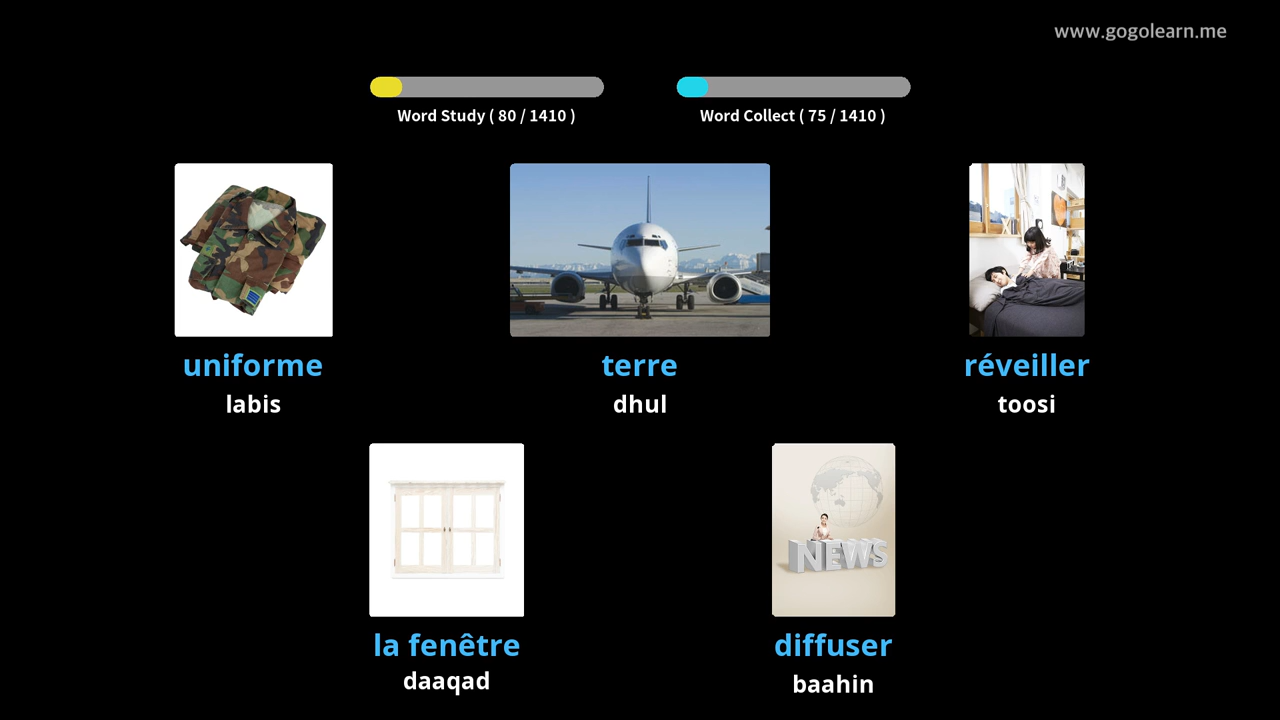 www.gogolearn.me
Word Study ( 80 / 1410 )
Word Collect ( 75 / 1410 )
uniforme
labis
terre
dhul
réveiller
toosi
NEWS
la fenêtre
daaqad
diffuser
baahin